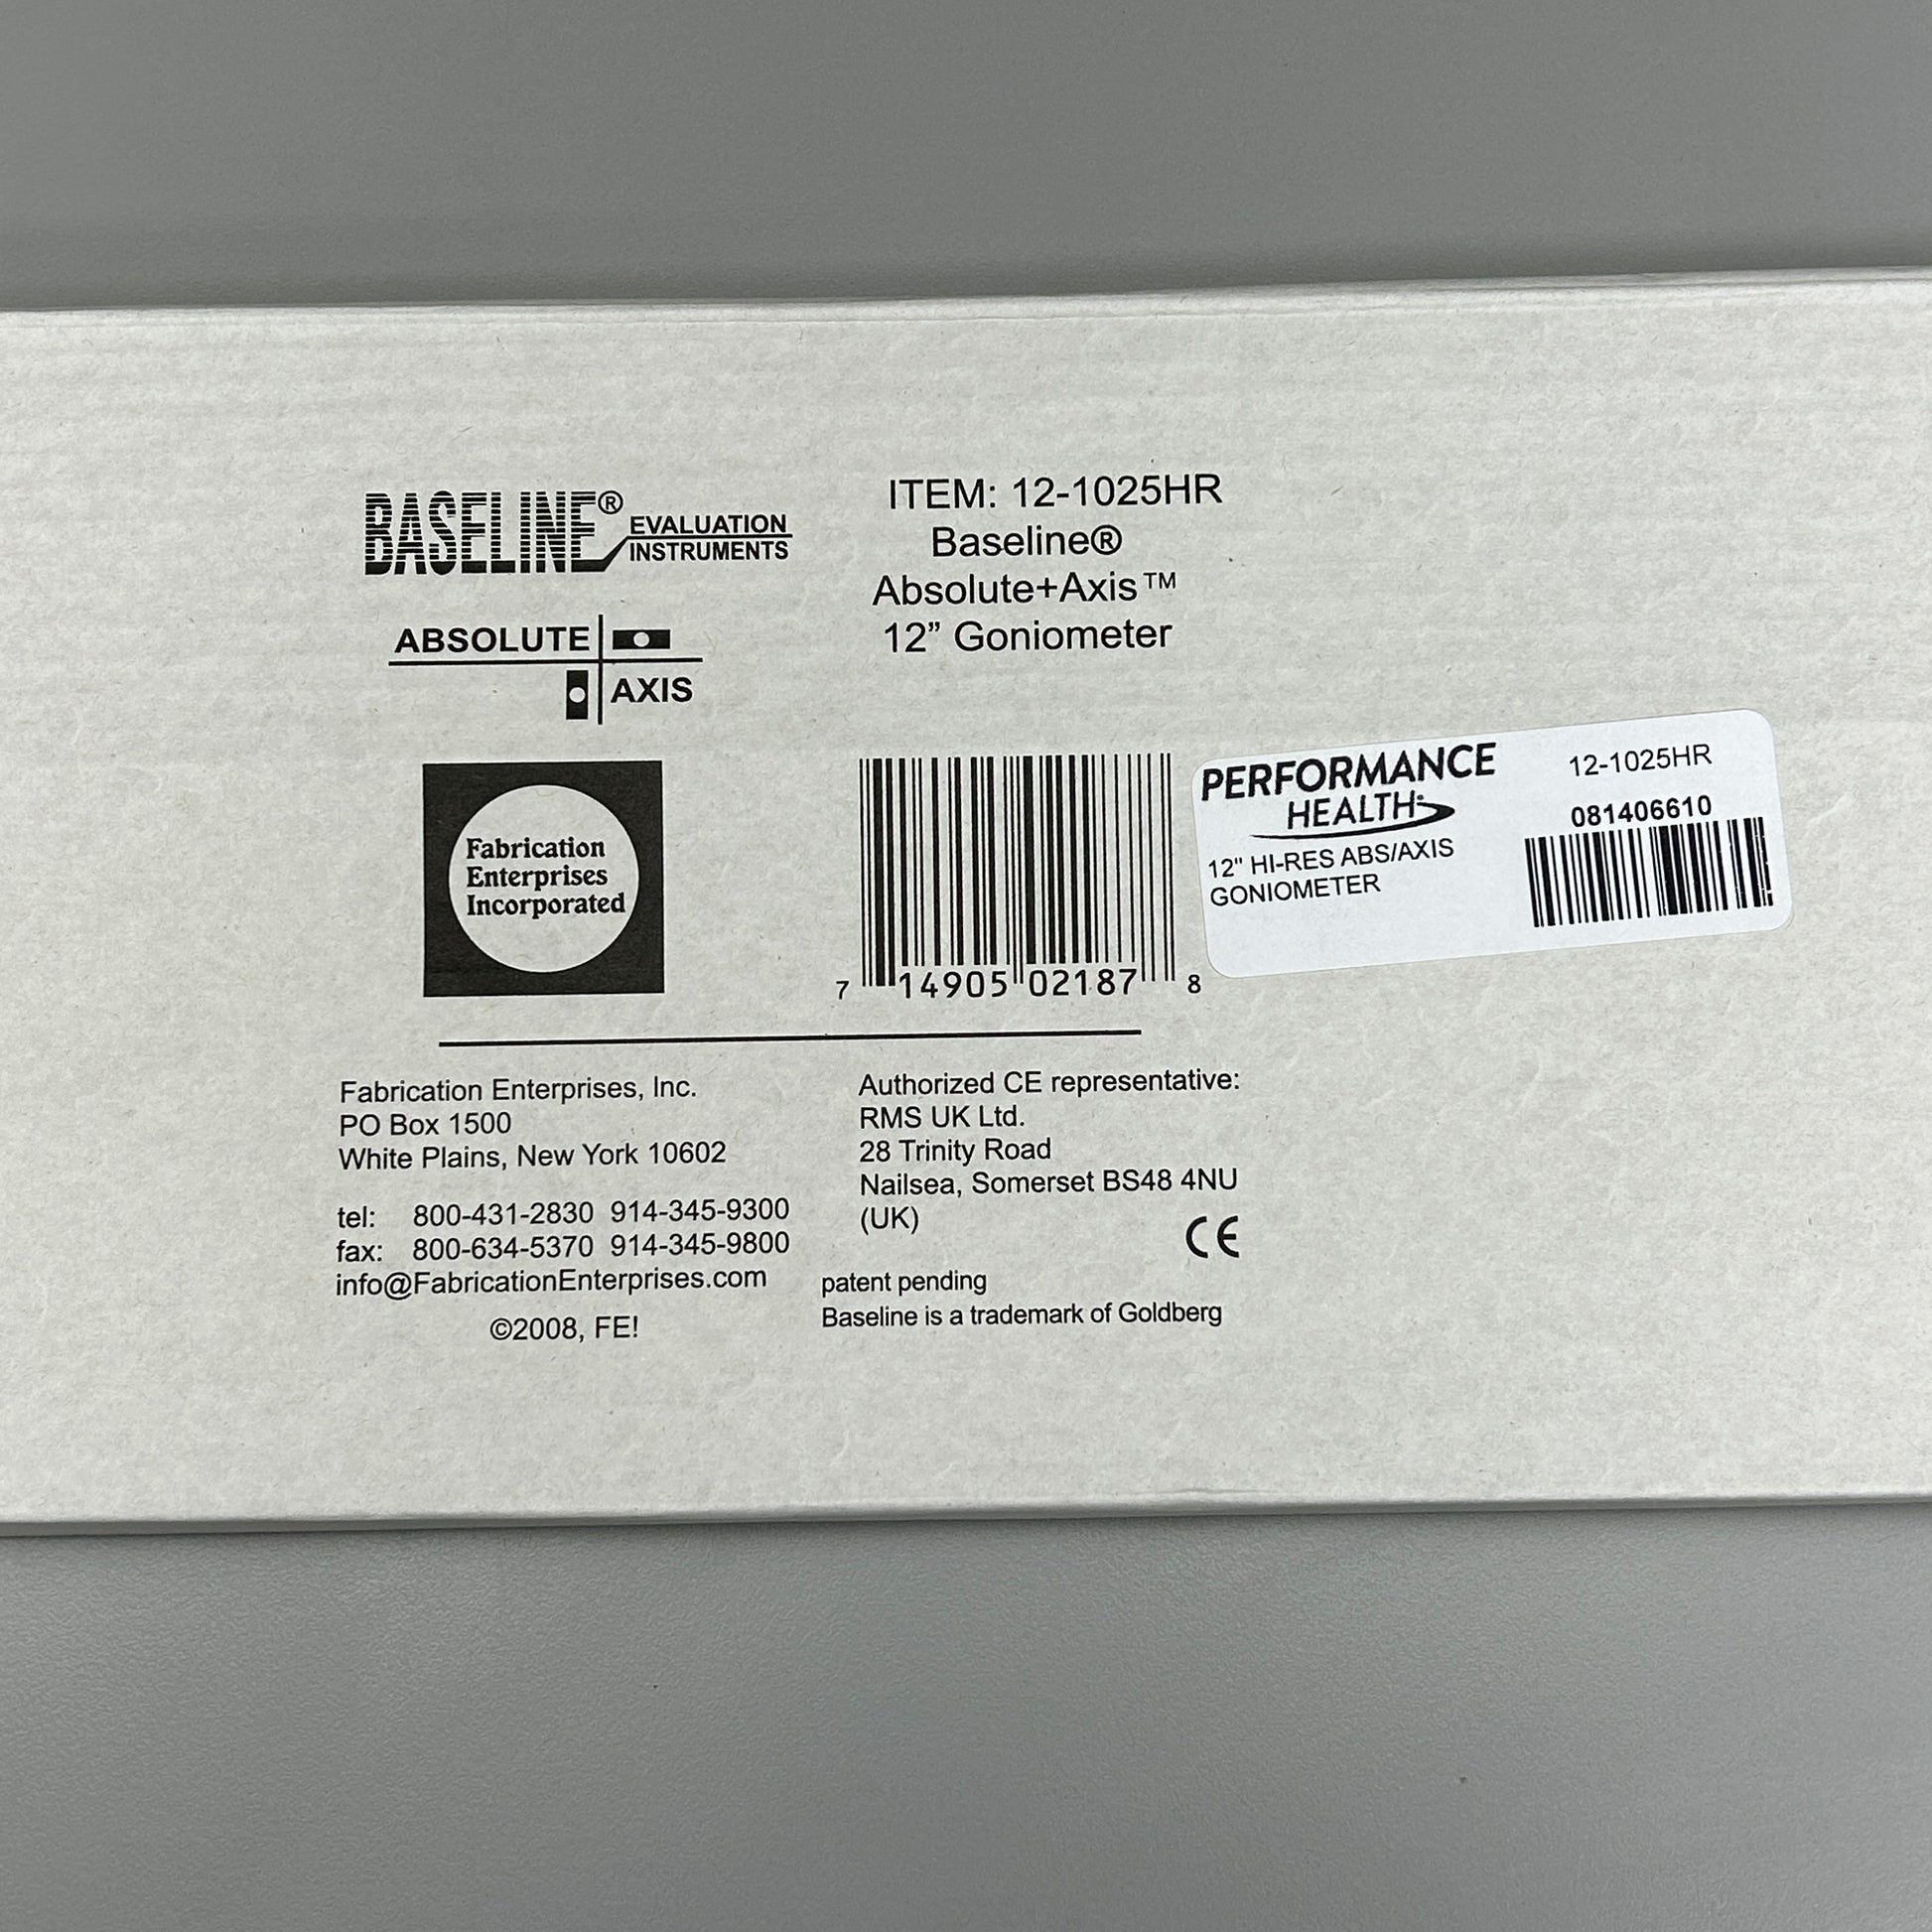 BASELINE® EVALUATION
INSTRUMENTS
ABSOLUTE
AXIS
ITEM: 12-1025HR
Baseline®
Absolute+Axis™
12” Goniometer
Fabrication
Enterprises
Incorporated
7 14905 02187 8
PERFORMANCE
HEALTH
12" HI-RES ABS/AXIS
GONIOMETER
12-1025HR
081406610
Fabrication Enterprises, Inc.
PO Box 1500
White Plains, New York 10602
tel: 800-431-2830 914-345-9300
fax: 800-634-5370 914-345-9800
info@FabricationEnterprises.com
©2008, FE!
Authorized CE representative:
RMS UK Ltd.
28 Trinity Road
Nailsea, Somerset BS48 4NU
(UK)
CE
patent pending
Baseline is a trademark of Goldberg